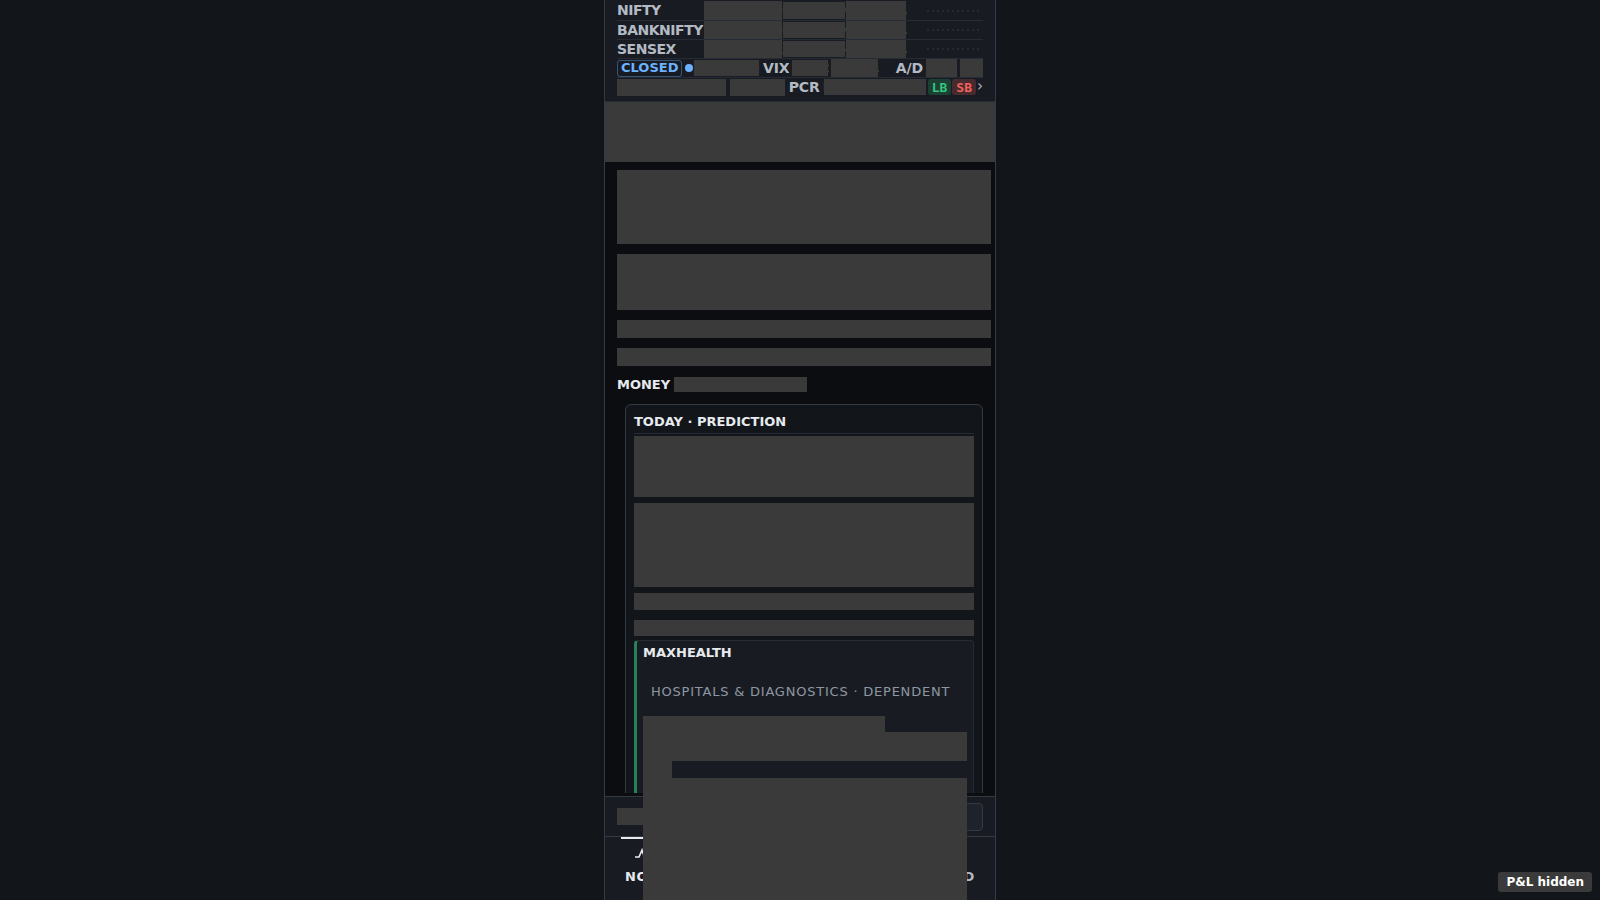 NIFTY
BANKNIFTY
SENSEX
CLOSED VIX A/D
PCR LB SB ›
MONEY
TODAY · PREDICTION
MAXHEALTH
HOSPITALS & DIAGNOSTICS · DEPENDENT
P&L hidden